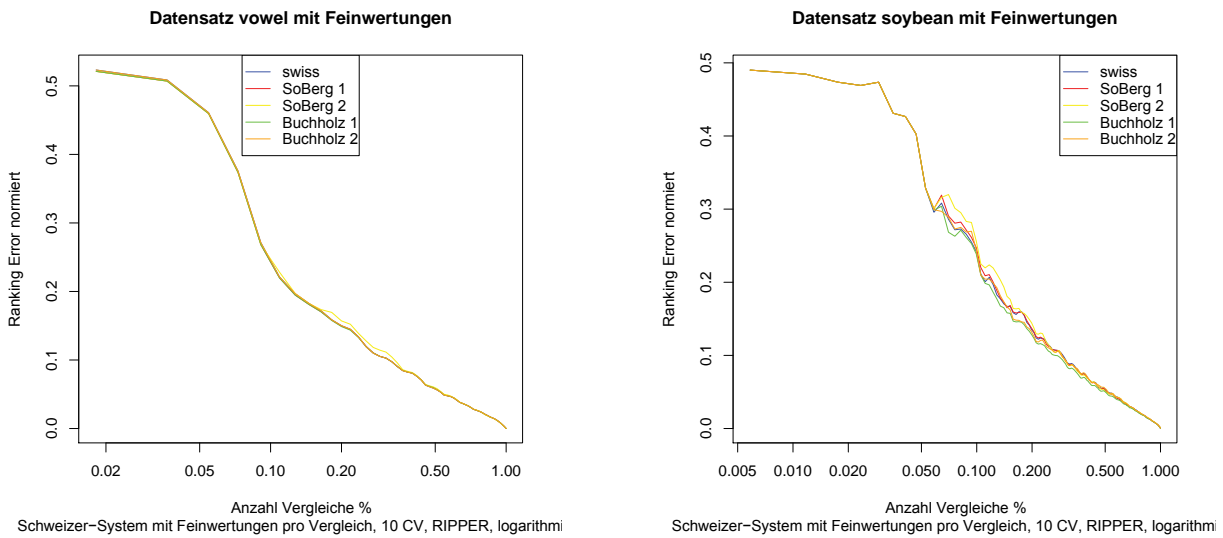 Datensatz vowel mit Feinwertungen
swiss
SoBerg 1
SoBerg 2
Buchholz 1
Buchholz 2
Ranking Error normiert
0.0
0.1
0.2
0.3
0.4
0.5
0.02
0.05
0.10
0.20
0.50
1.00
Anzahl Vergleiche %
Schweizer−System mit Feinwertungen pro Vergleich, 10 CV, RIPPER, logarithmi
Datensatz soybean mit Feinwertungen
swiss
SoBerg 1
SoBerg 2
Buchholz 1
Buchholz 2
Ranking Error normiert
0.0
0.1
0.2
0.3
0.4
0.5
0.005
0.010
0.020
0.050
0.100
0.200
0.500
1.000
Anzahl Vergleiche %
Schweizer−System mit Feinwertungen pro Vergleich, 10 CV, RIPPER, logarithmi